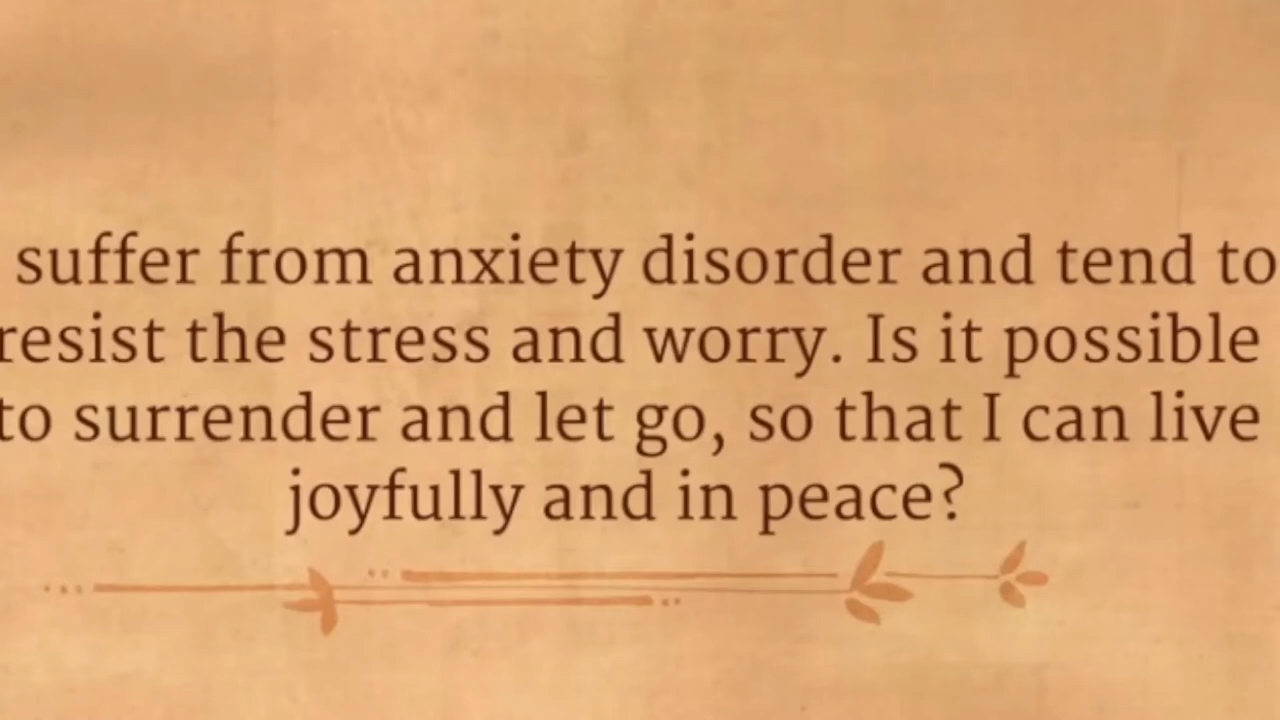 suffer from anxiety disorder and tend to
resist the stress and worry. Is it possible
to surrender and let go, so that I can live
joyfully and in peace?